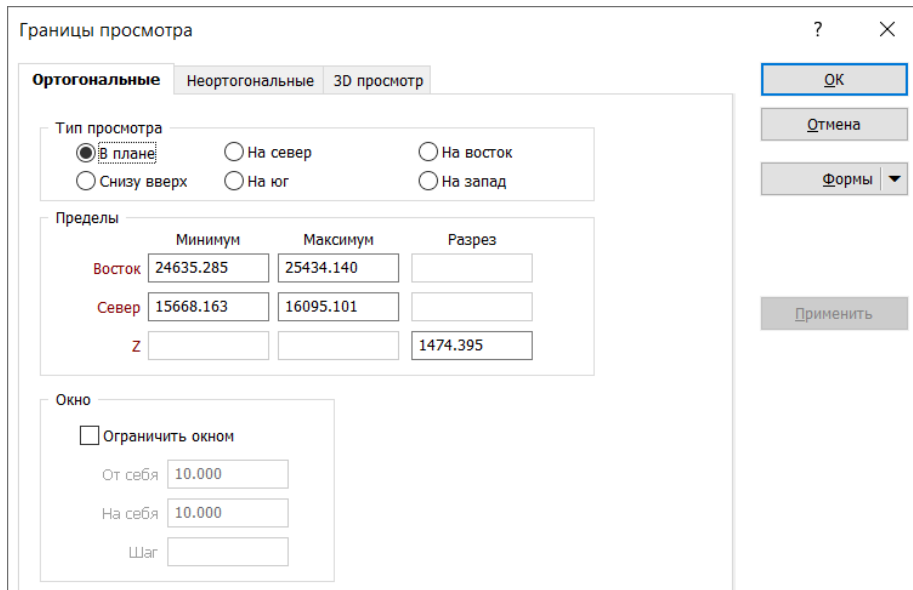 Границы просмотра ?
Ортогональные Неортогональные 3D просмотр
ОК
Отмена
Формы
Применить
Тип просмотра
В плане На север На восток
Снизу вверх На юг На запад
Пределы
Минимум Максимум Разрез
Восток 24635.285 25434.140
Север 15668.163 16095.101
Z 1474.395
Окно
Ограничить окном
От себя 10.000
На себя 10.000
Шаг